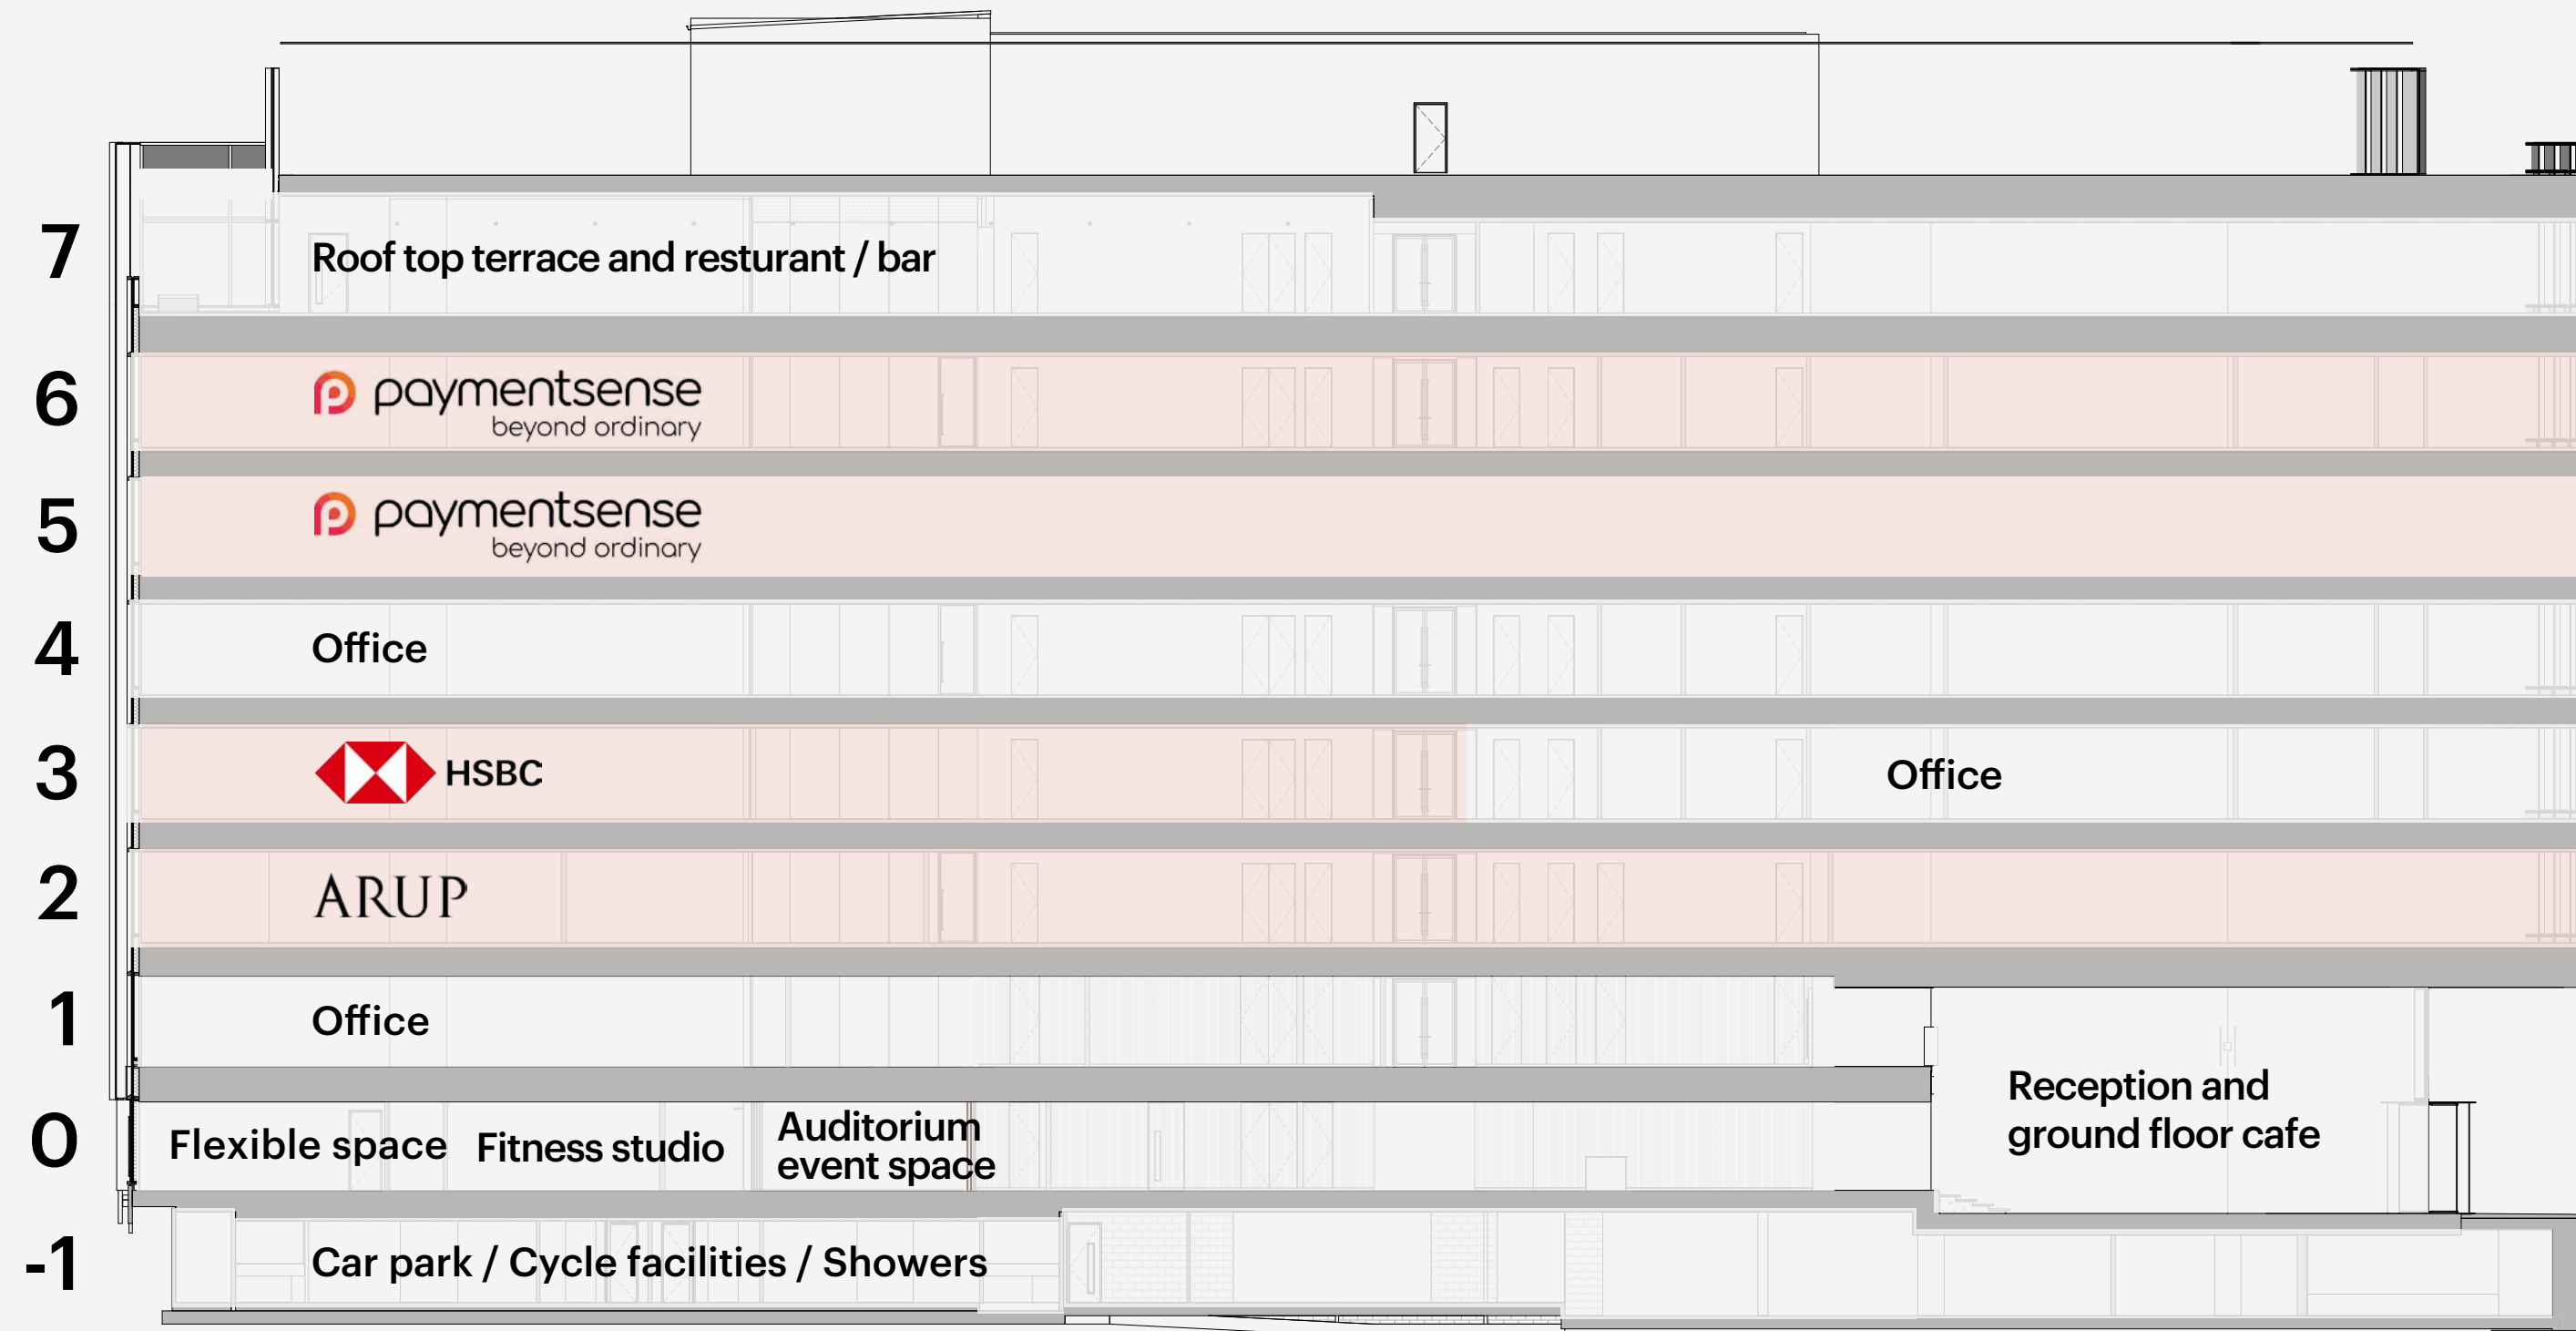 7
Roof top terrace and resturant / bar
6
paymentsense
beyond ordinary
5
paymentsense
beyond ordinary
4
Office
3
HSBC
Office
2
ARUP
1
Office
0
Flexible space
Fitness studio
Auditorium
event space
Reception and
ground floor cafe
-1
Car park / Cycle facilities / Showers